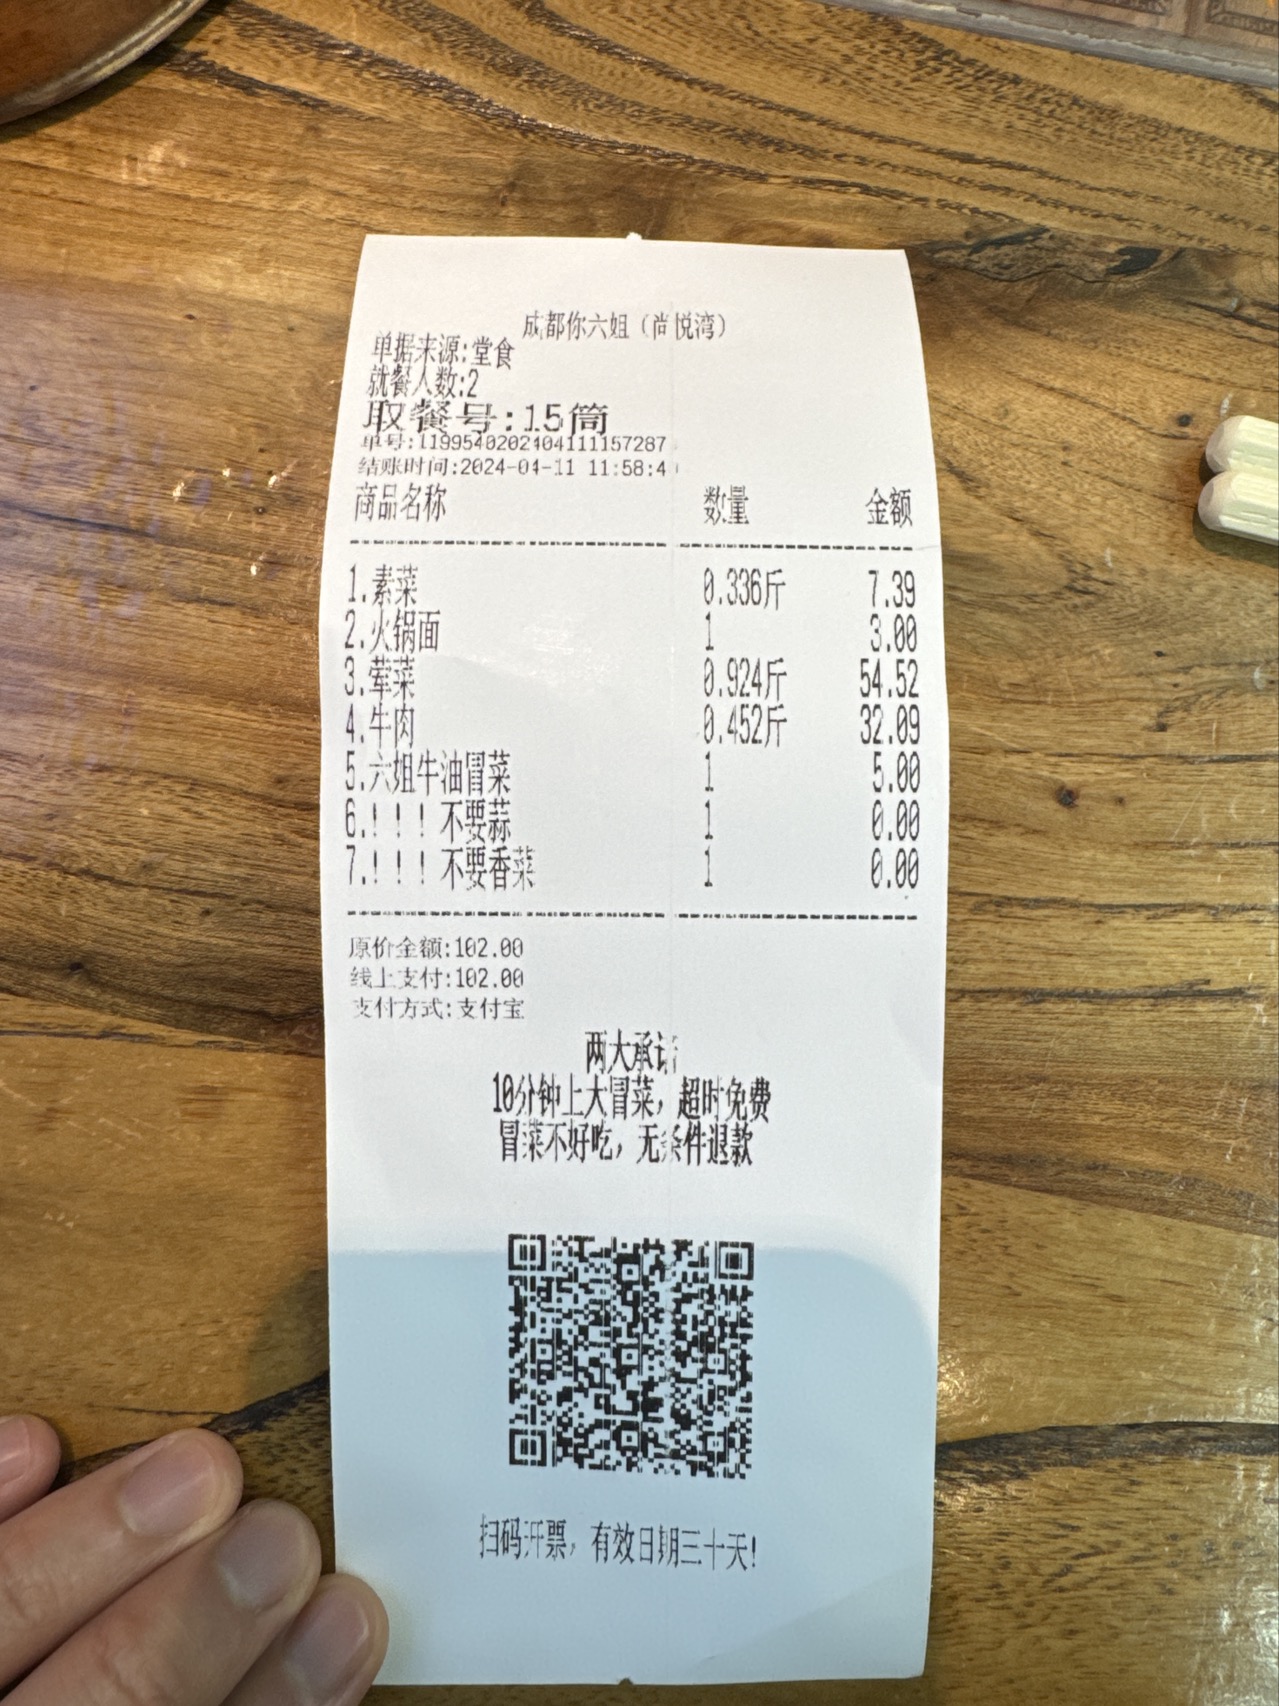 成都你六姐（尚悦湾）
单据来源:堂食
就餐人数:2
取餐号:15筒
单号:119954020240411115 7287
结账时间:2024-04-11 11:58:4
商品名称 数量 金额
1.素菜 0.336斤 7.39
2.火锅面 1 3.00
3.荤菜 0.924斤 54.52
4.牛肉 0.452斤 32.09
5.六姐牛油冒菜 1 5.00
6.！！！不要蒜 1 0.00
7.！！！不要香菜 1 0.00
原价金额:102.00
线上支付:102.00
支付方式:支付宝
两大承诺
10分钟上大冒菜，超时免费
冒菜不好吃，无条件退款
扫码开票，有效日期三十天!